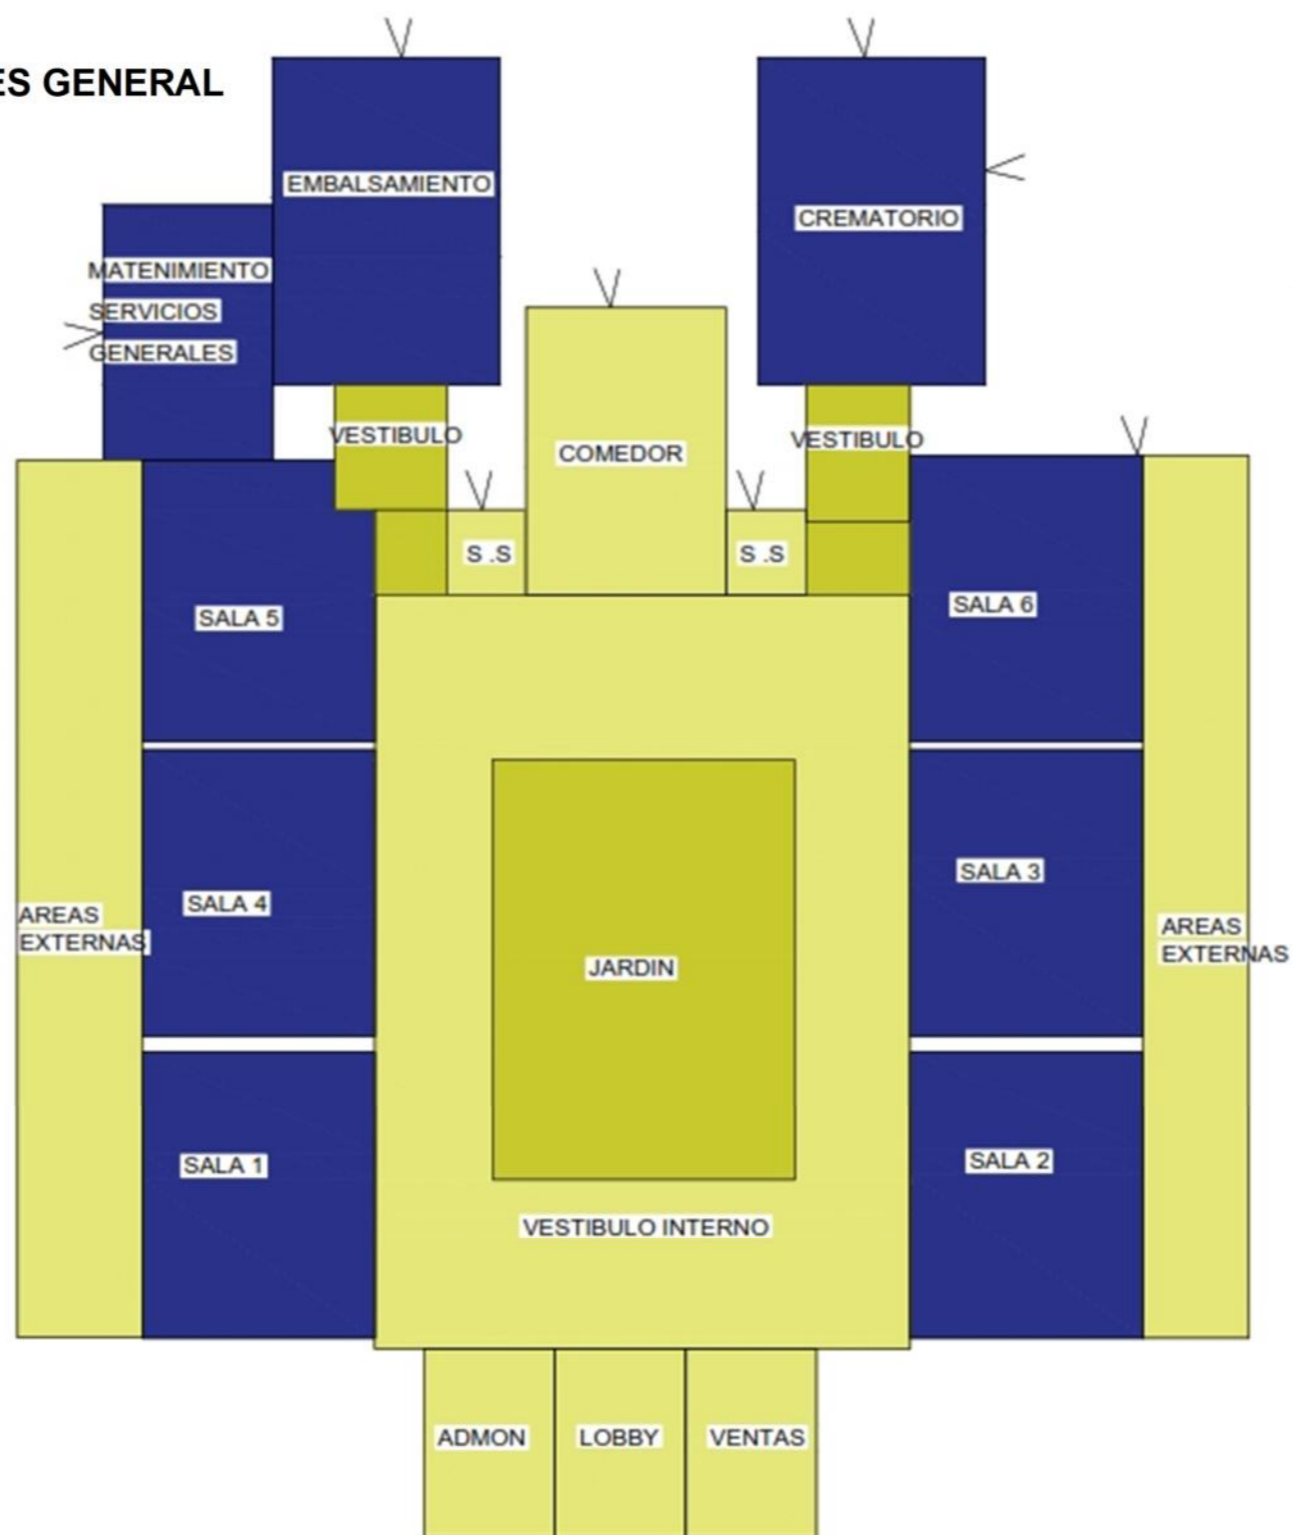 ES GENERAL
EMBALSAMIENTO
CREMATORIO
MATENIMIENTO
SERVICIOS
GENERALES
VESTIBULO
COMEDOR
VESTIBULO
S .S
S .S
SALA 5
SALA 6
SALA 4
SALA 3
AREAS
EXTERNAS
JARDIN
AREAS
EXTERNAS
SALA 1
SALA 2
VESTIBULO INTERNO
ADMON
LOBBY
VENTAS